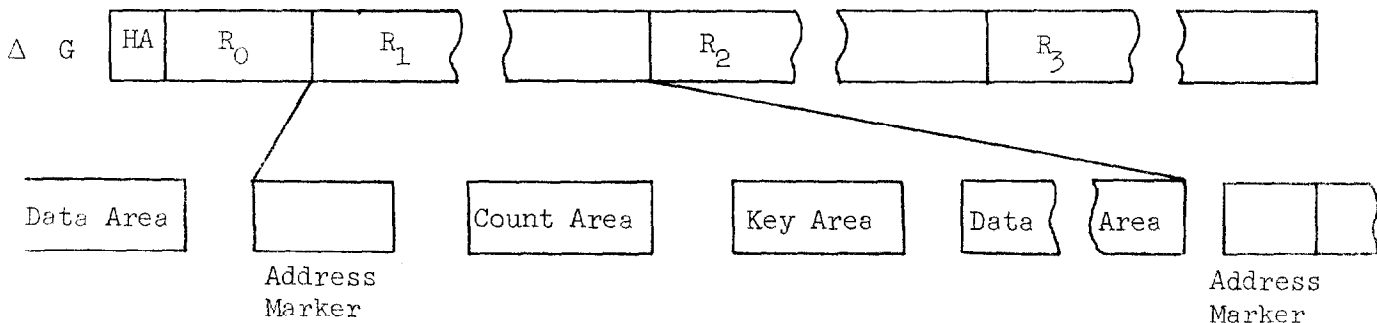 Δ G HA R₀ R₁ R₂ R₃
Data Area Count Area Key Area Data Area
Address Marker
Address Marker